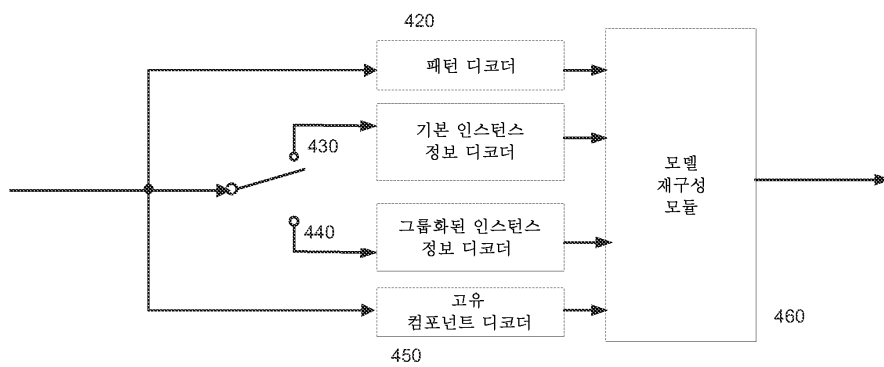 420
패턴 디코더
430
기본 인스턴스
정보 디코더
440
그룹화된 인스턴스
정보 디코더
고유
컴포넌트 디코더
450
모델
재구성
모듈
460